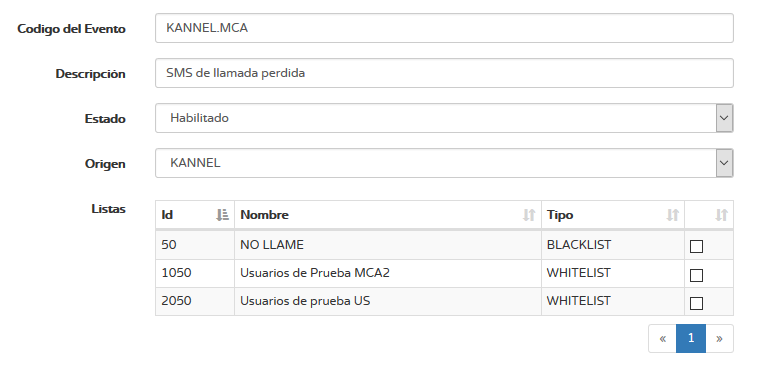 Codigo del Evento KANNEL.MCA
Descripción SMS de llamada perdida
Estado Habilitado
Origen KANNEL
Listas
Id Nombre Tipo
50 NO LLAME BLACKLIST
1050 Usuarios de Prueba MCA2 WHITELIST
2050 Usuarios de prueba US WHITELIST
« 1 »